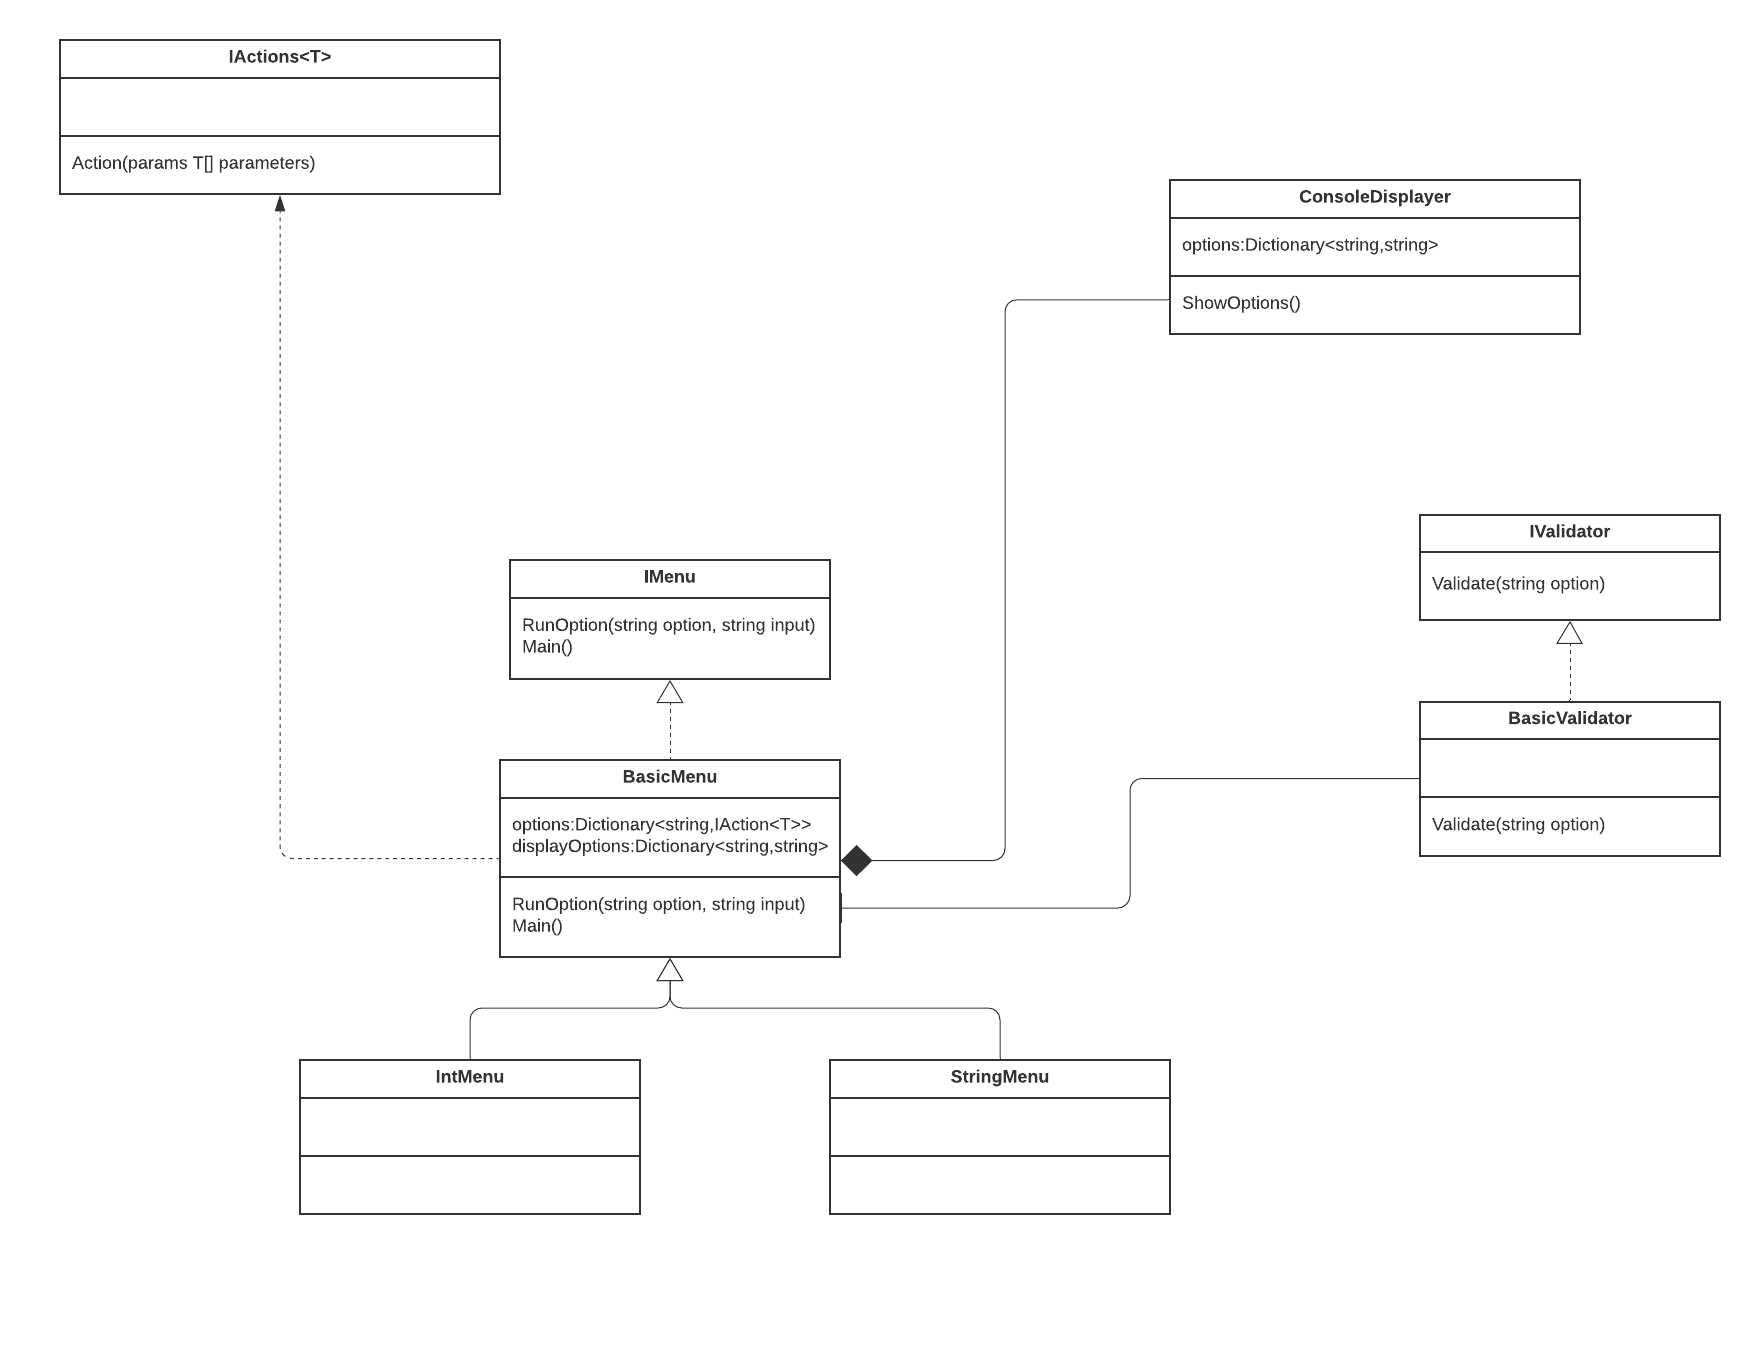 IActions<T>
Action(params T[] parameters)
ConsoleDisplayer
options:Dictionary<string,string>
ShowOptions()
IValidator
Validate(string option)
IMenu
RunOption(string option, string input)
Main()
BasicValidator
Validate(string option)
BasicMenu
options:Dictionary<string,IAction<T>>
displayOptions:Dictionary<string,string>
RunOption(string option, string input)
Main()
IntMenu
StringMenu